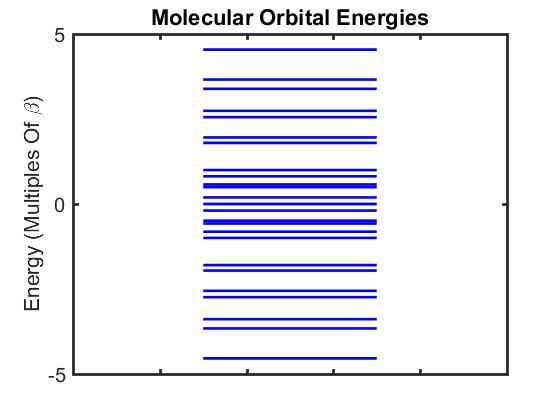 Molecular Orbital Energies
5
Energy (Multiples Of β)
0
-5